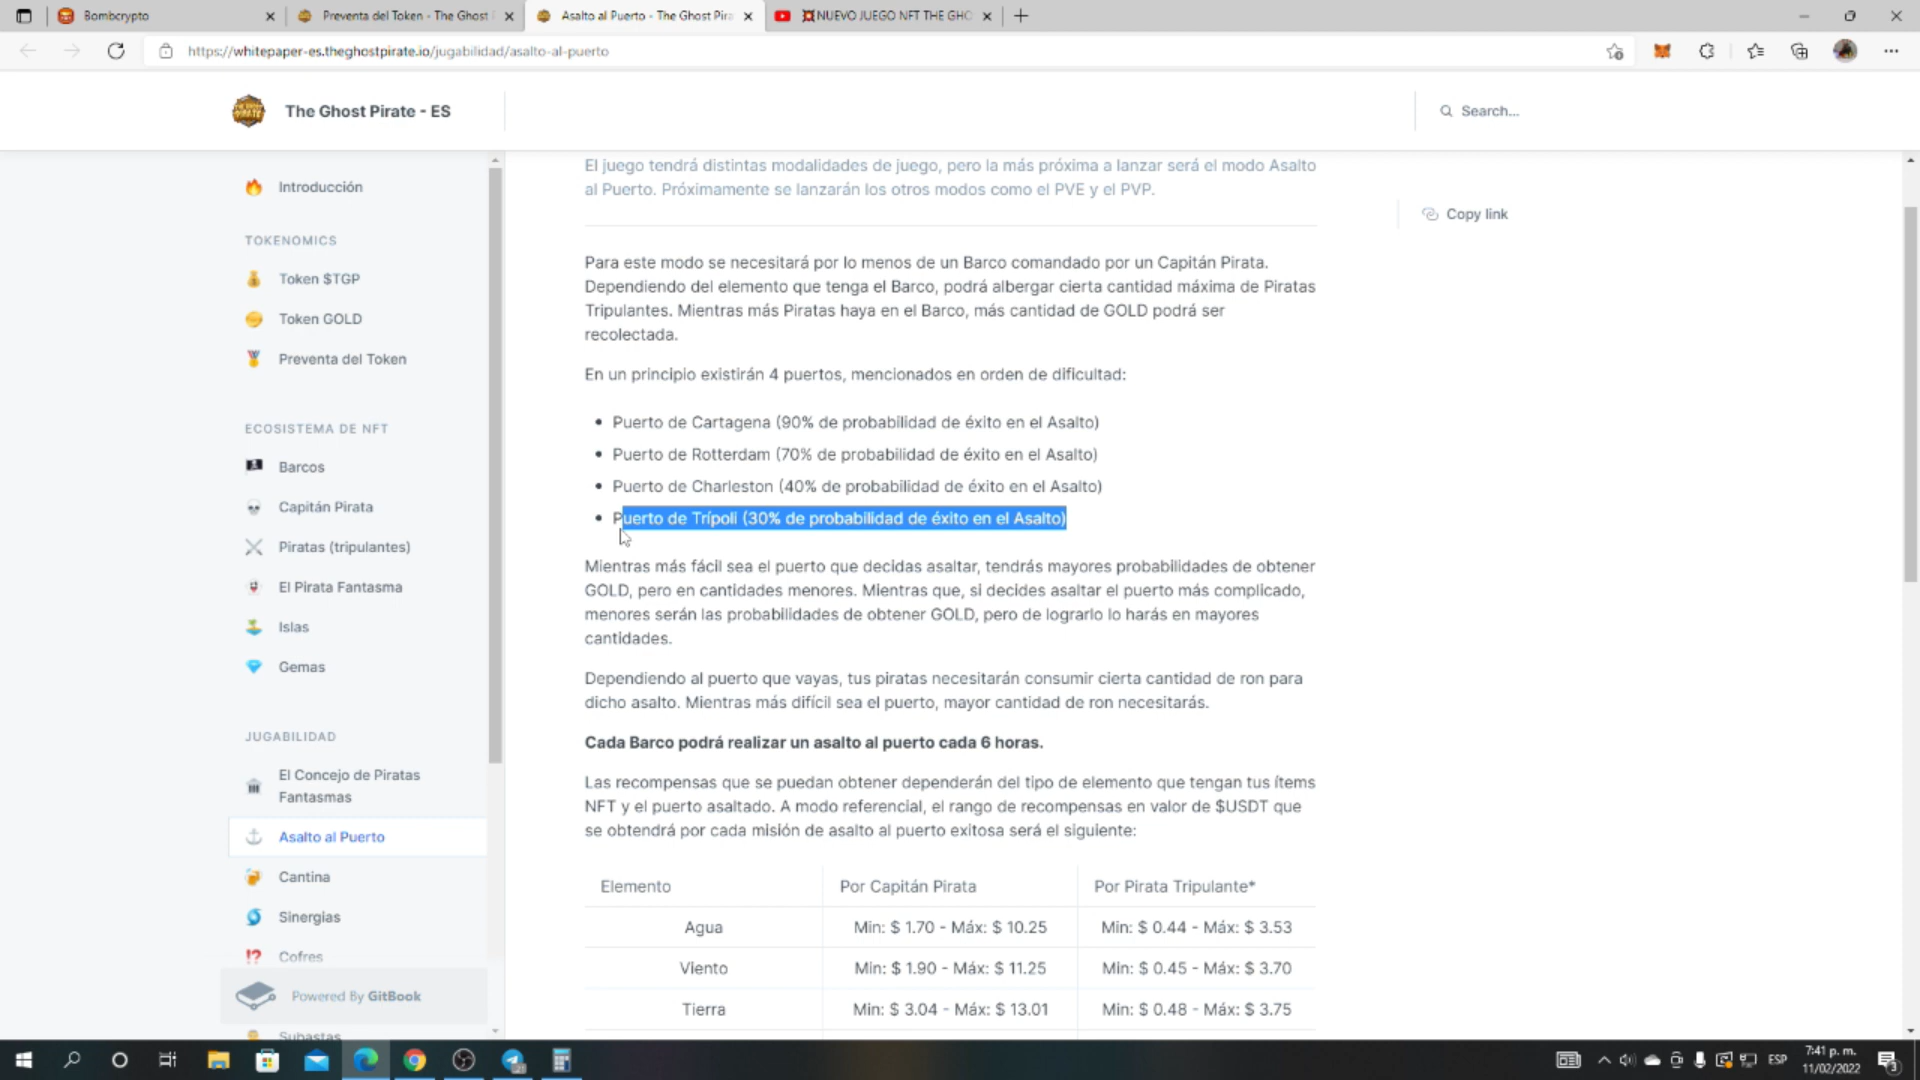 Bombcrypto
Preventa del Token - The Ghost
Asalto al Puerto - The Ghost Pira
NUEVO JUEGO NFT THE GHO
https://whitepaper-es.theghostpirate.io/jugabilidad/asalto-al-puerto
The Ghost Pirate - ES
Search...
Introducción
TOKENOMICS
Token $TGP
Token GOLD
Preventa del Token
ECOSISTEMA DE NFT
Barcos
Capitán Pirata
Piratas (tripulantes)
El Pirata Fantasma
Islas
Gemas
JUGABILIDAD
El Concejo de Piratas
Fantasmas
Asalto al Puerto
Cantina
Sinergias
Cofres
Powered By GitBook
Subastas
El juego tendrá distintas modalidades de juego, pero la más próxima a lanzar será el modo Asalto
al Puerto. Próximamente se lanzarán los otros modos como el PVE y el PVP.
Copy link
Para este modo se necesitará por lo menos de un Barco comandado por un Capitán Pirata.
Dependiendo del elemento que tenga el Barco, podrá albergar cierta cantidad máxima de Piratas
Tripulantes. Mientras más Piratas haya en el Barco, más cantidad de GOLD podrá ser
recolectada.
En un principio existirán 4 puertos, mencionados en orden de dificultad:
• Puerto de Cartagena (90% de probabilidad de éxito en el Asalto)
• Puerto de Rotterdam (70% de probabilidad de éxito en el Asalto)
• Puerto de Charleston (40% de probabilidad de éxito en el Asalto)
• Puerto de Trípoli (30% de probabilidad de éxito en el Asalto)
Mientras más fácil sea el puerto que decidas asaltar, tendrás mayores probabilidades de obtener
GOLD, pero en cantidades menores. Mientras que, si decides asaltar el puerto más complicado,
menores serán las probabilidades de obtener GOLD, pero de lograrlo lo harás en mayores
cantidades.
Dependiendo al puerto que vayas, tus piratas necesitarán consumir cierta cantidad de ron para
dicho asalto. Mientras más difícil sea el puerto, mayor cantidad de ron necesitarás.
Cada Barco podrá realizar un asalto al puerto cada 6 horas.
Las recompensas que se puedan obtener dependerán del tipo de elemento que tengan tus ítems
NFT y el puerto asaltado. A modo referencial, el rango de recompensas en valor de $USDT que
se obtendrá por cada misión de asalto al puerto exitosa será el siguiente:
Elemento Por Capitán Pirata Por Pirata Tripulante*
Agua Min: $ 1.70 - Máx: $ 10.25 Min: $ 0.44 - Máx: $ 3.53
Viento Min: $ 1.90 - Máx: $ 11.25 Min: $ 0.45 - Máx: $ 3.70
Tierra Min: $ 3.04 - Máx: $ 13.01 Min: $ 0.48 - Máx: $ 3.75
ESP
7:41 p. m.
11/02/2022
3